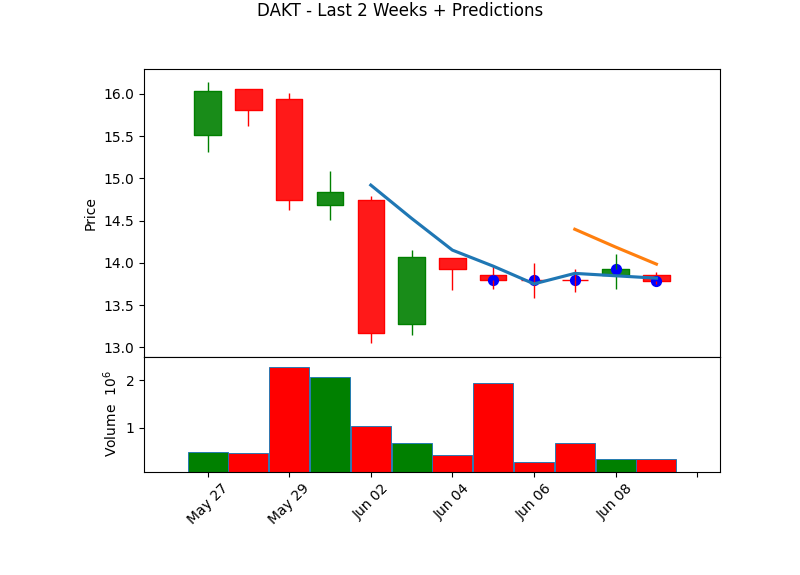 DAKT - Last 2 Weeks + Predictions
Price
16.0
15.5
15.0
14.5
14.0
13.5
13.0
Volume 10^6
2
1
May 27
May 29
Jun 02
Jun 04
Jun 06
Jun 08